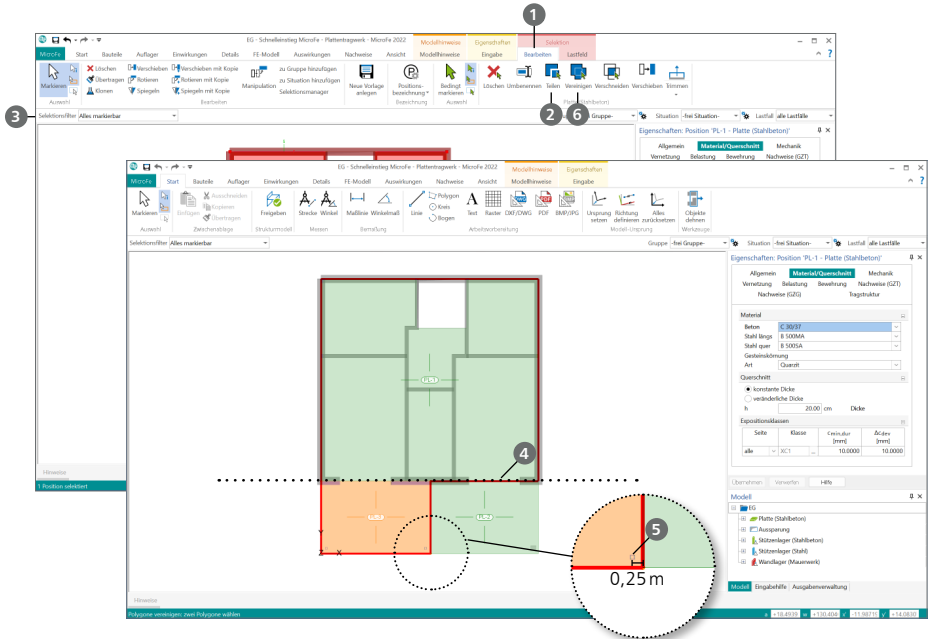 1
EG - Schnelleinstieg MicroFe - Plattentragwerk - MicroFe 2022 Modellhinweise Eigenschaften Selektion
MicroFe Start Bauteile Auflager Einwirkungen Details FE-Modell Auswirkungen Nachweise Ansicht Modellhinweise Eingabe Bearbeiten Lastfeld
Markieren Löschen Verschieben Verschieben mit Kopie zu Gruppe hinzufügen
Übertragen Rotieren Rotieren mit Kopie Manipulation zu Situation hinzufügen Neue Vorlage anlegen Positions-bezeichnung Bedingt markieren Löschen Umbenennen Teilen Vereinigen Verschneiden Verschieben Trimmen
Klonen Spiegeln Spiegeln mit Kopie Selektionsmanager
Auswahl Bearbeiten Bezeichnung Auswahl Platte (Stahlbeton)
2
6
3
Selektionsfilter Alles markierbar Gruppe- Situation -frei Situation- Lastfall alle Lastfälle
Eigenschaften: Position 'PL-1 - Platte (Stahlbeton)'
Allgemein Material/Querschnitt Mechanik
Vernetzung Belastung Bewehrung Nachweise (GZT)
Hinweise
1 Position selektiert
EG - Schnelleinstieg MicroFe - Plattentragwerk - MicroFe 2022 Modellhinweise Eigenschaften
MicroFe Start Bauteile Auflager Einwirkungen Details FE-Modell Auswirkungen Nachweise Ansicht Modellhinweise Eingabe
Markieren Einfügen Ausschneiden Kopieren Übertragen Freigeben Strecke Winkel Maßlinie Winkelmaß Linie Polygon Kreis Bogen Text Raster DXF/DWG PDF BMP/JPG Ursprung setzen Richtung definieren Alles zurücksetzen Objekte dehnen
Auswahl Zwischenablage Strukturmodell Messen Bemaßung Arbeitsvorbereitung Modell-Ursprung Werkzeuge
Selektionsfilter Alles markierbar Gruppe -frei Gruppe- Situation -frei Situation- Lastfall alle Lastfälle
Eigenschaften: Position 'PL-1 - Platte (Stahlbeton)'
Allgemein Material/Querschnitt Mechanik
Vernetzung Belastung Bewehrung Nachweise (GZT)
Nachweise (GZG) Tragstruktur
Material
Beton C 30/37
Stahl längs B 500MA
Stahl quer B 500SA
Gesteinskörnung
Art Quarzit
Querschnitt
konstante Dicke
veränderliche Dicke
h 20.00 cm Dicke
Expositionsklassen
Seite Klasse cmin,dur Δcdev
[mm] [mm]
alle XC1 ... 10.0000 10.0000
Übernehmen Verwerfen Hilfe
Modell
EG
Platte (Stahlbeton)
Aussparung
Stützenlager (Stahlbeton)
Stützenlager (Stahl)
Wandlager (Mauerwerk)
Modell Eingabehilfe Ausgabenverwaltung
PL-1
4
PL-2
Y
Z X
5
0,25 m
Hinweise
Polygone vereinigen: zwei Polygone wählen